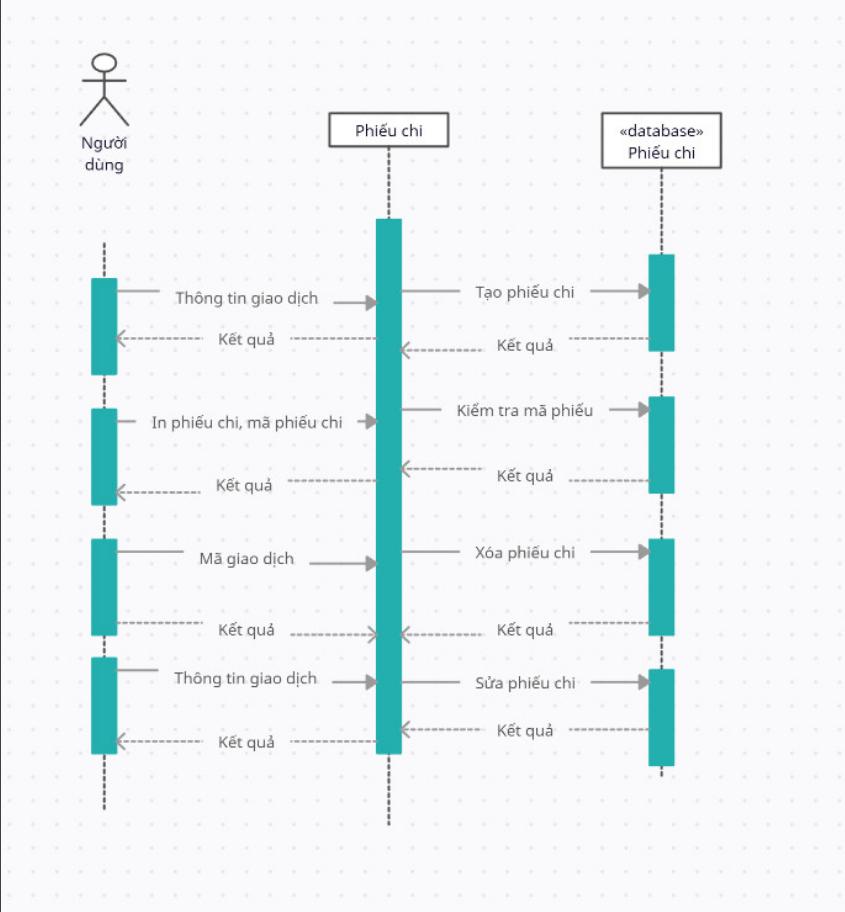 Người
dùng
Phiếu chi
«database»
Phiếu chi
Thông tin giao dịch
Tạo phiếu chi
Kết quả
Kết quả
In phiếu chi, mã phiếu chi
Kiểm tra mã phiếu
Kết quả
Kết quả
Mã giao dịch
Xóa phiếu chi
Kết quả
Kết quả
Thông tin giao dịch
Sửa phiếu chi
Kết quả
Kết quả